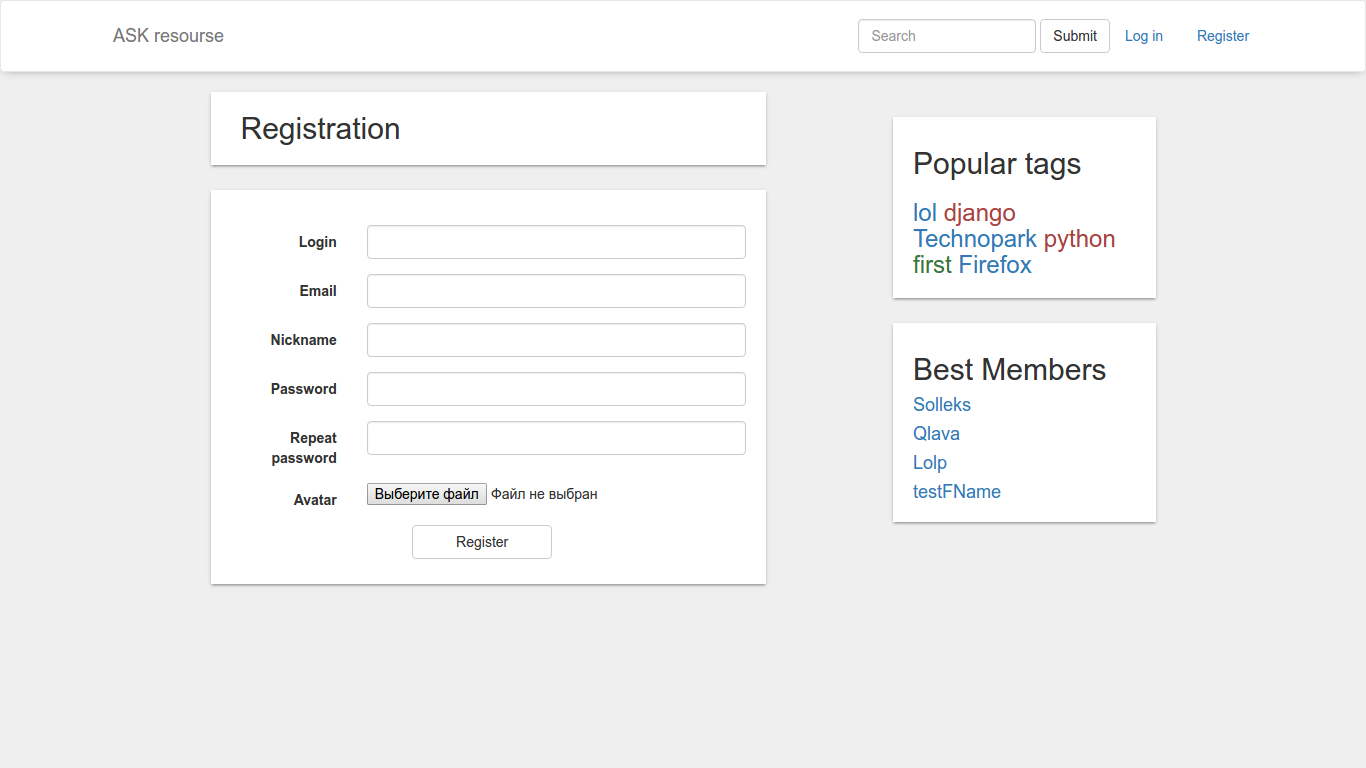 ASK resourse
Search
Submit
Log in
Register
Registration
Login
Email
Nickname
Password
Repeat
password
Avatar
Выберите файл Файл не выбран
Register
Popular tags
lol django
Technopark python
first Firefox
Best Members
Solleks
Qlava
Lolp
testFName